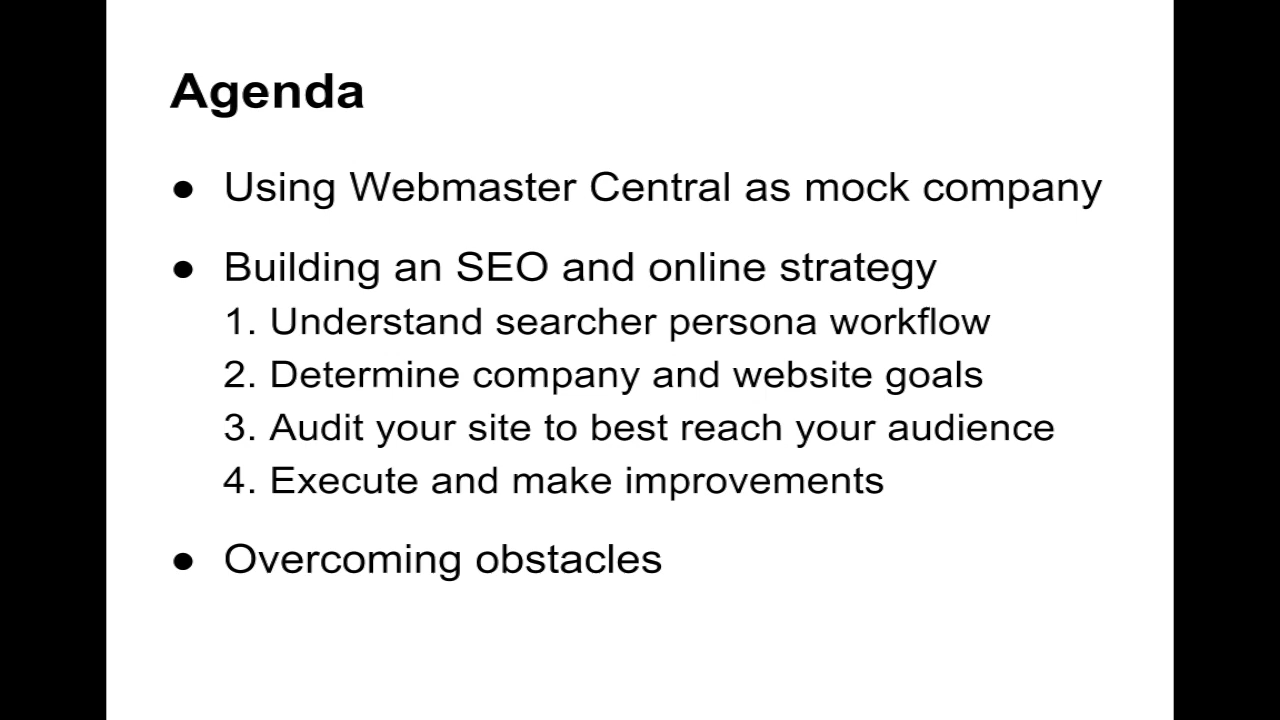 Agenda
● Using Webmaster Central as mock company
● Building an SEO and online strategy
1. Understand searcher persona workflow
2. Determine company and website goals
3. Audit your site to best reach your audience
4. Execute and make improvements
● Overcoming obstacles